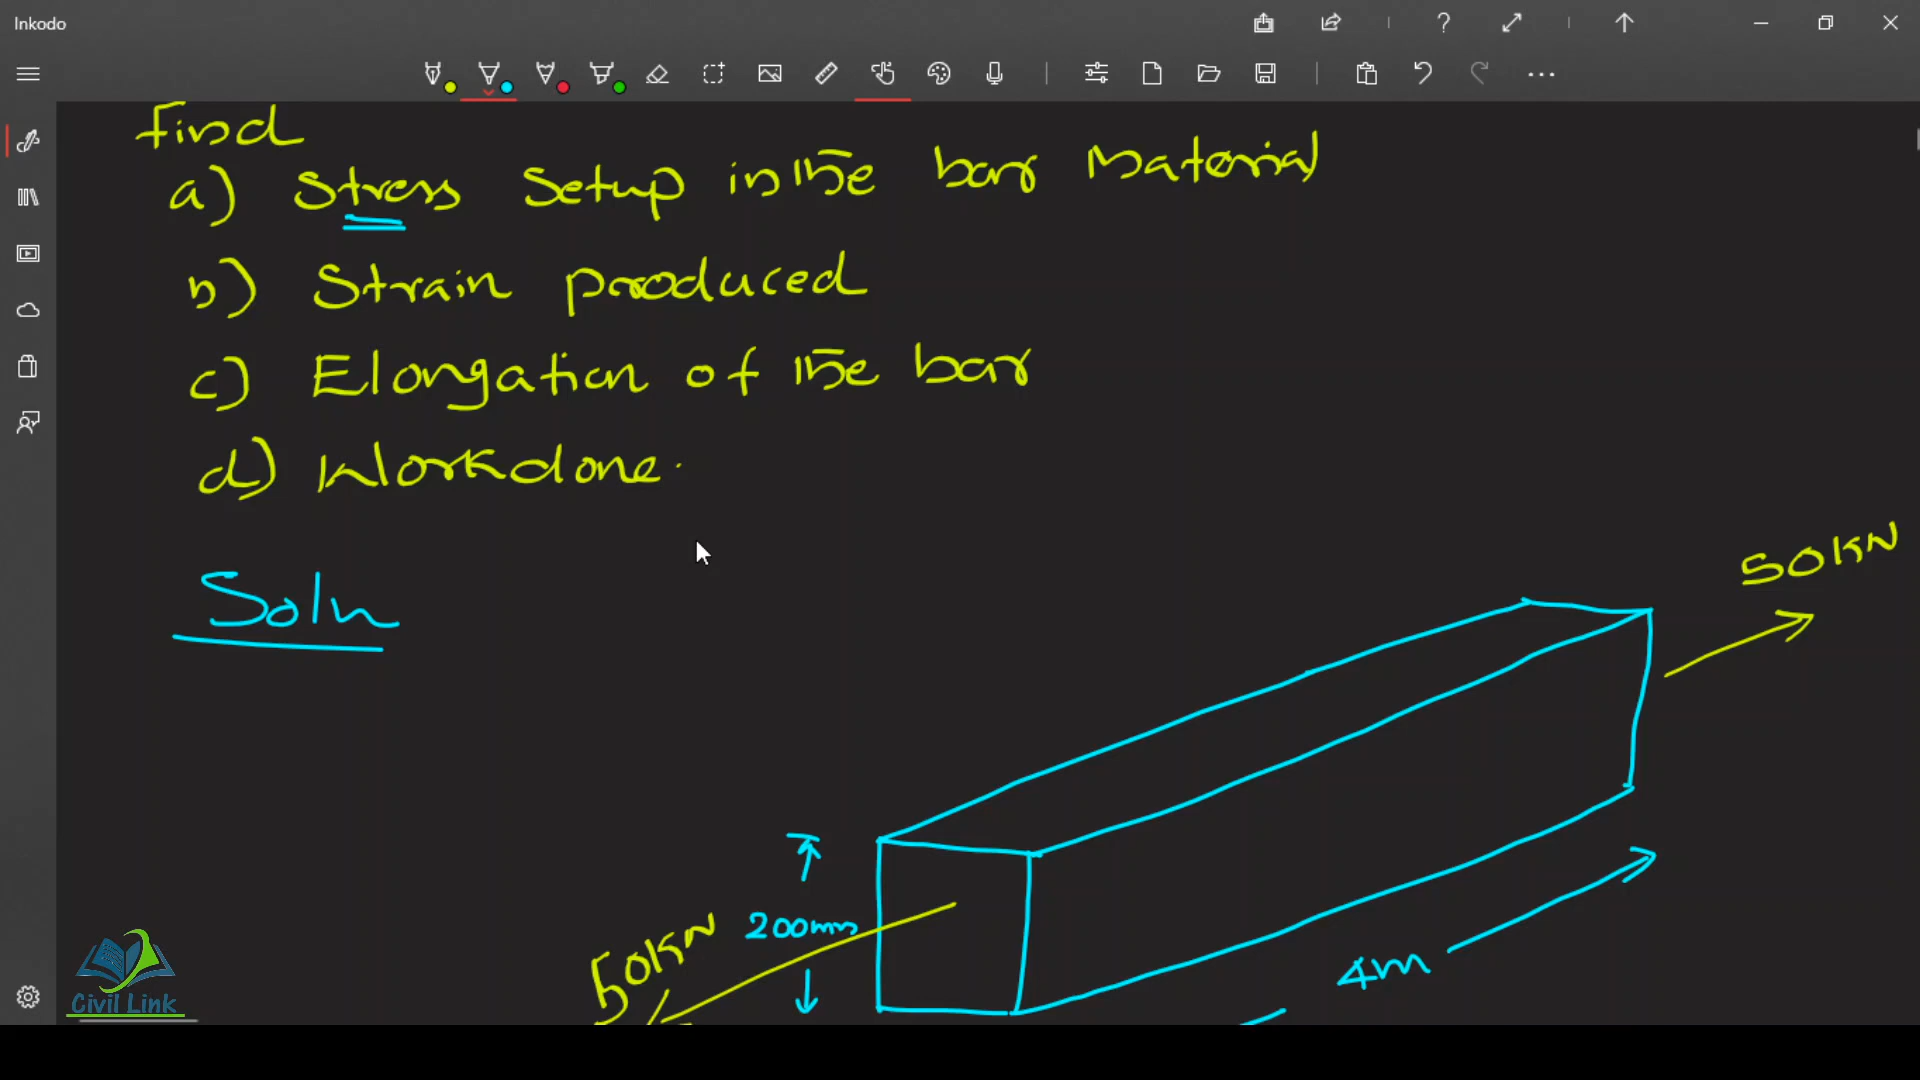 Inkodo
find
a) Stress Setup in the bar Material
b) Strain produced
c) Elongation of the bar
d) Workdone.
Soln
50KN
200mm
50KN
4m
Civil Link